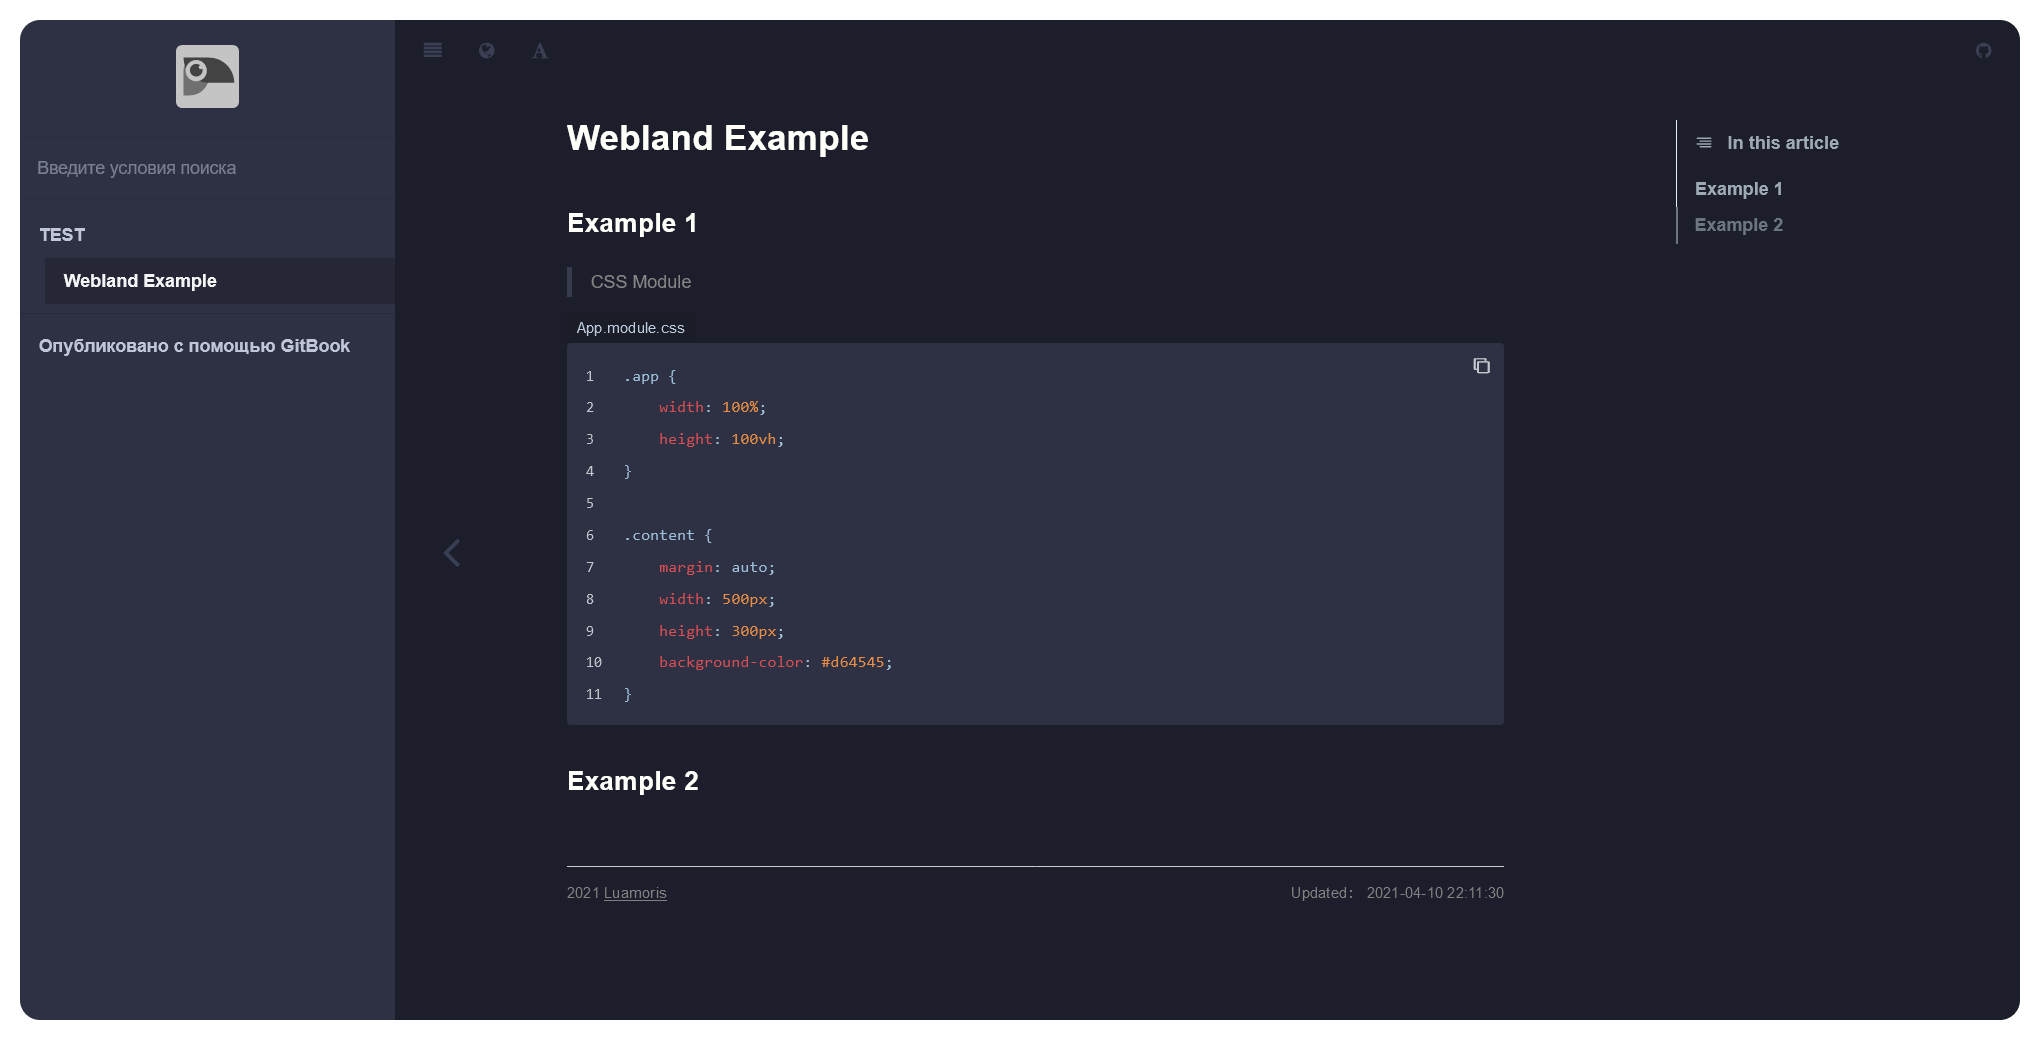 Введите условия поиска
TEST
Webland Example
Опубликовано с помощью GitBook
A
Webland Example
Example 1
CSS Module
App.module.css
1 .app {
2     width: 100%;
3     height: 100vh;
4 }
5
6 .content {
7     margin: auto;
8     width: 500px;
9     height: 300px;
10     background-color: #d64545;
11 }
Example 2
2021 Luamoris
Updated: 2021-04-10 22:11:30
In this article
Example 1
Example 2